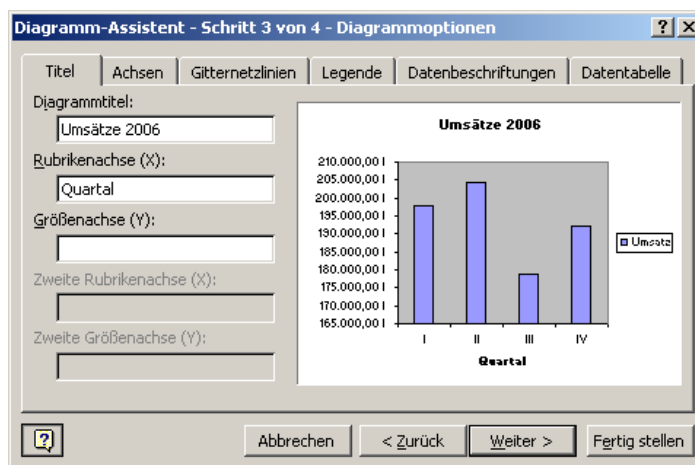 Diagramm-Assistent - Schritt 3 von 4 - Diagrammoptionen
Titel Achsen Gitternetzlinien Legende Datenbeschriftungen Datentabelle
Diagrammtitel:
Umsätze 2006
Rubrikenachse (X):
Quartal
Größenachse (Y):
Zweite Rubrikenachse (X):
Zweite Größenachse (Y):
Umsätze 2006
210.000,00 l
205.000,00 l
200.000,00 l
195.000,00 l
190.000,00 l
185.000,00 l
180.000,00 l
175.000,00 l
170.000,00 l
165.000,00 l
I II III IV
Quartal
Umsatz
Abbrechen < Zurück Weiter > Fertig stellen